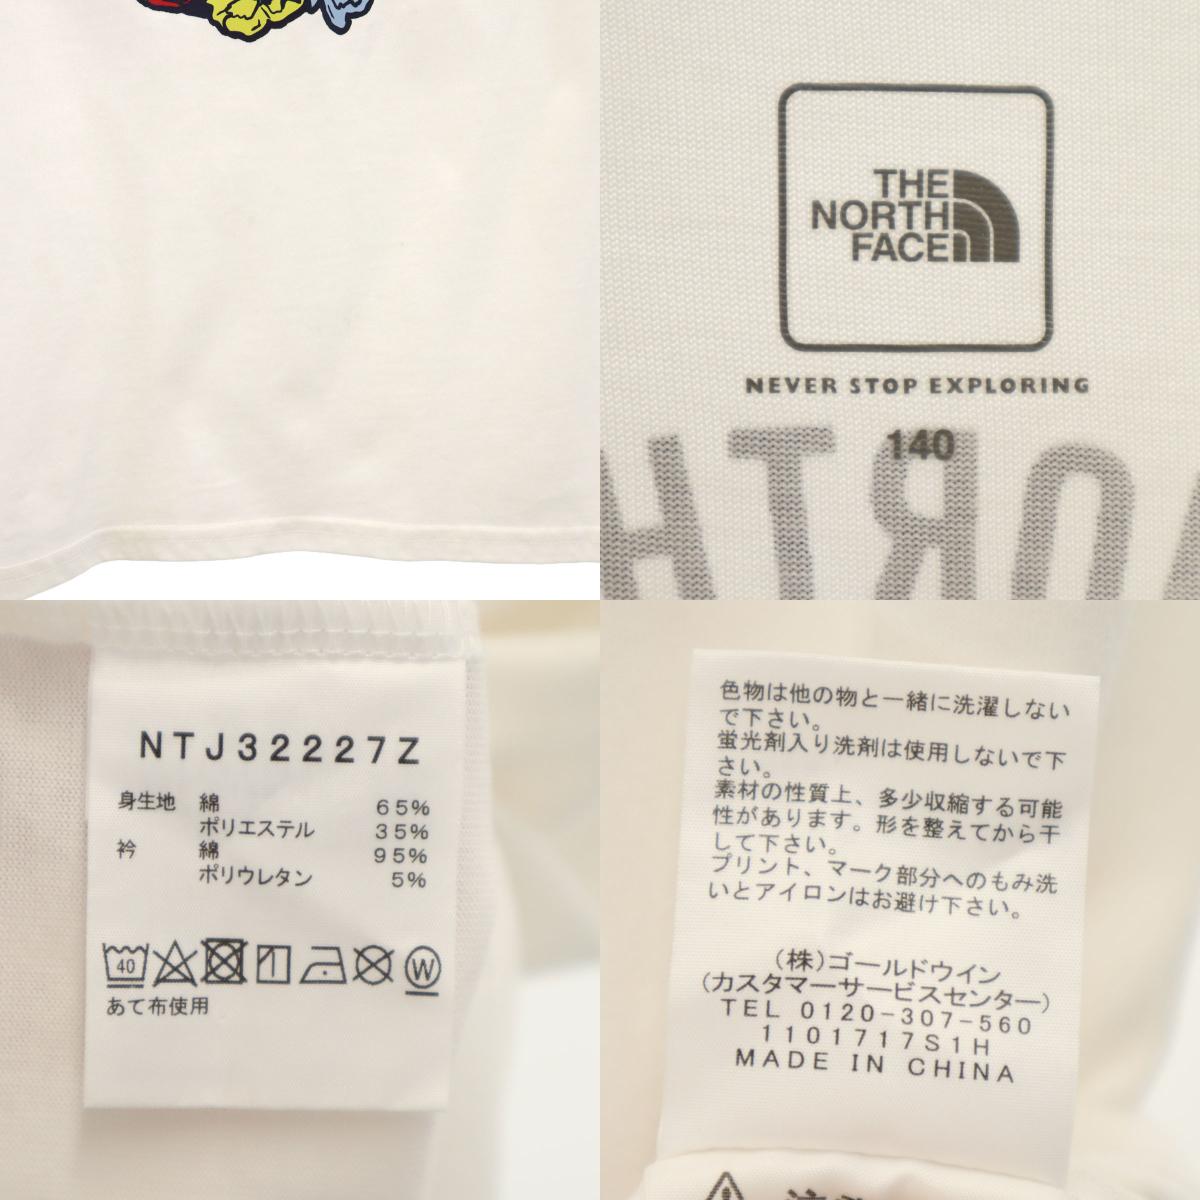 THE
NORTH
FACE
NEVER STOP EXPLORING
140
ORTH
NTJ32227Z
身生地 綿 65%
ポリエステル 35%
衿 綿 95%
ポリウレタン 5%
40
W
あて布使用
色物は他の物と一緒に洗濯しない
で下さい。
蛍光剤入り洗剤は使用しないで下
さい。
素材の性質上、多少収縮する可能
性があります。形を整えてから干
して下さい。
プリント、マーク部分へのもみ洗
いとアイロンはお避け下さい。
(株)ゴールドウイン
(カスタマーサービスセンター)
TEL 0120-307-560
1101717S1H
MADE IN CHINA